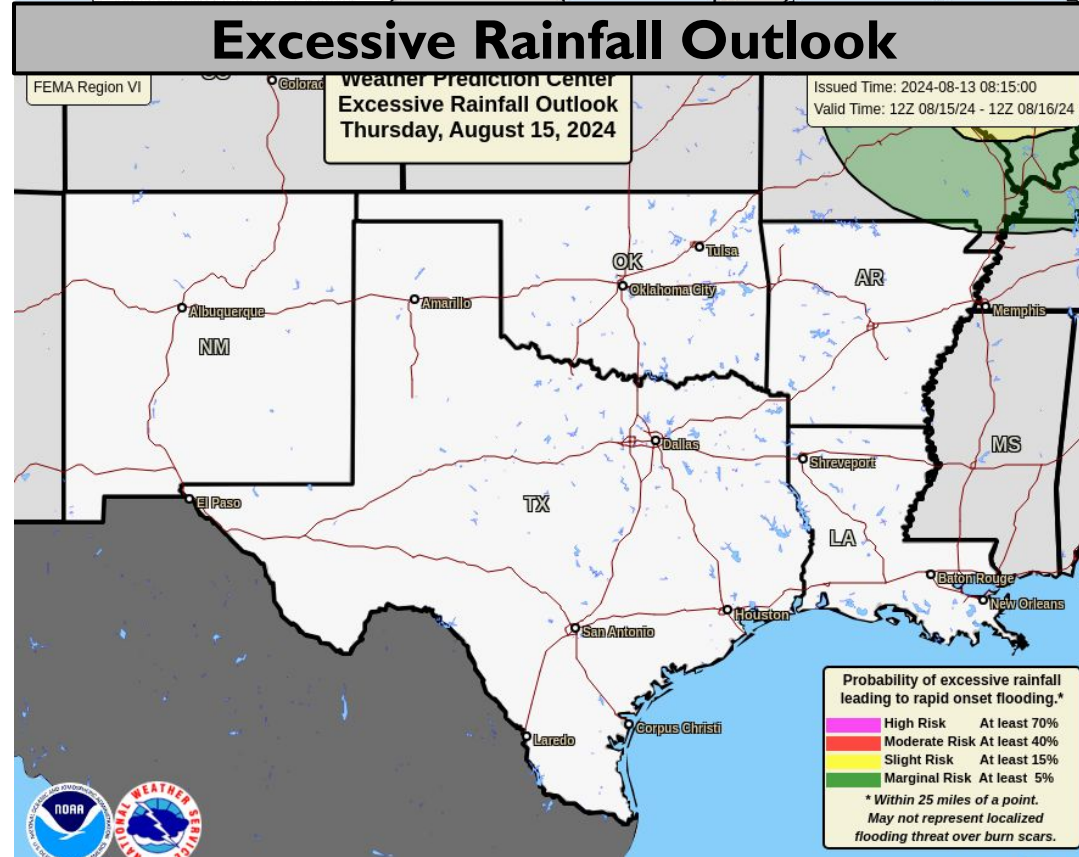 Excessive Rainfall Outlook
FEMA Region VI
Weather Prediction Center
Excessive Rainfall Outlook
Thursday, August 15, 2024
Issued Time: 2024-08-13 08:15:00
Valid Time: 12Z 08/15/24 - 12Z 08/16/24
OK
Tulsa
Oklahoma City
AR
Albuquerque
Amarillo
Memphis
NM
Dallas
MS
Shreveport
El Paso
TX
LA
Baton Rouge
New Orleans
Houston
San Antonio
Corpus Christi
Laredo
Probability of excessive rainfall
leading to rapid onset flooding.*
High Risk At least 70%
Moderate Risk At least 40%
Slight Risk At least 15%
Marginal Risk At least 5%
* Within 25 miles of a point.
May not represent localized
flooding threat over burn scars.
NOAA